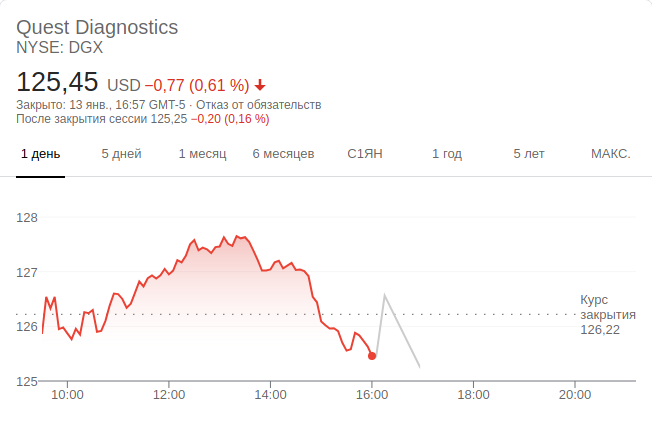 Quest Diagnostics
NYSE: DGX
125,45 USD −0,77 (0,61 %)
Закрыто: 13 янв., 16:57 GMT-5 · Отказ от обязательств
После закрытия сессии 125,25 −0,20 (0,16 %)
1 день 5 дней 1 месяц 6 месяцев С1ЯН 1 год 5 лет МАКС.
128
127
126
125
Курс
закрытия
126,22
10:00 12:00 14:00 16:00 18:00 20:00